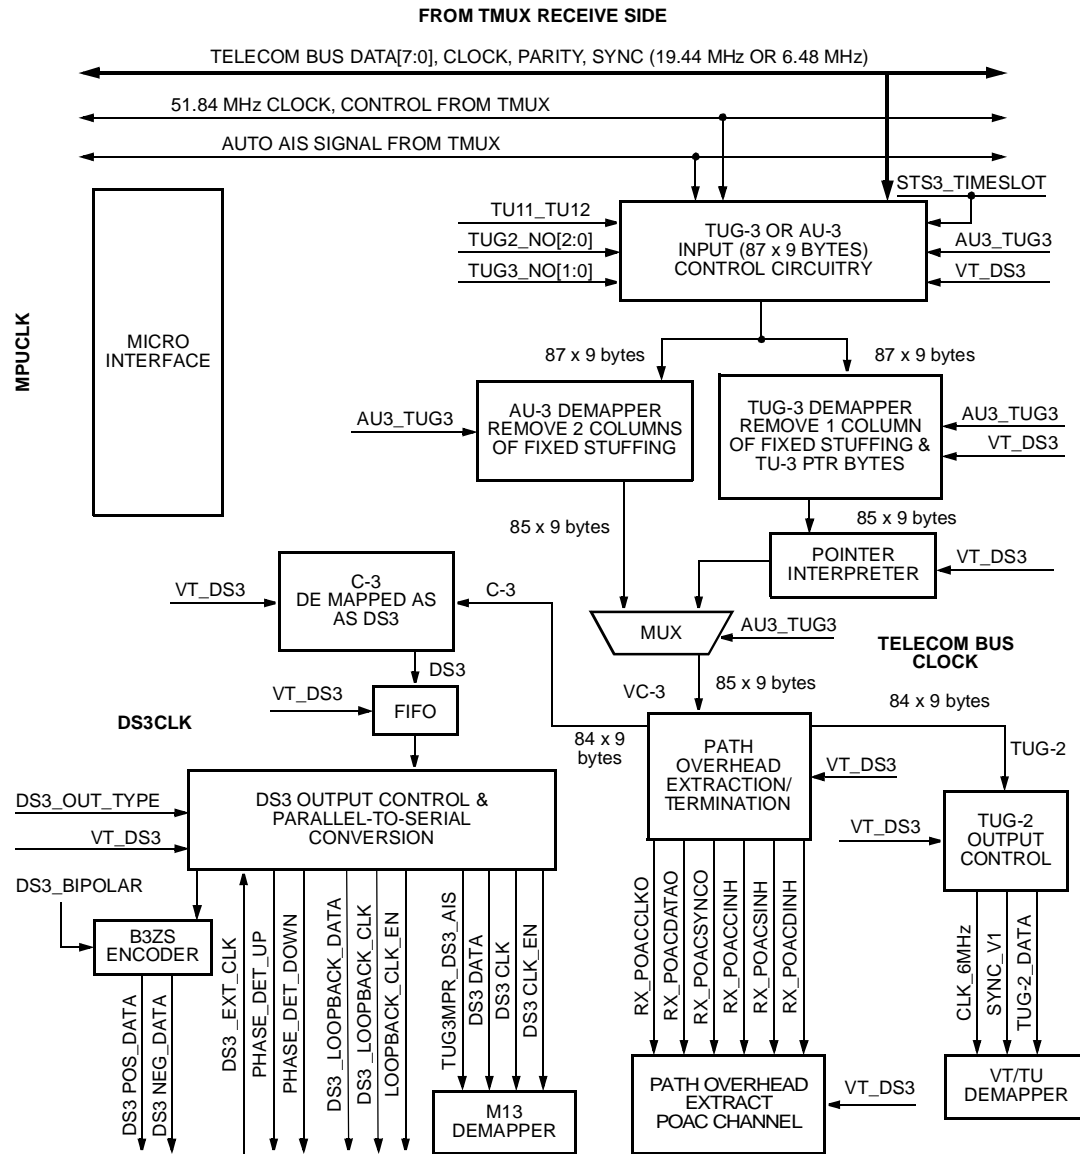 FROM TMUX RECEIVE SIDE
TELECOM BUS DATA[7:0], CLOCK, PARITY, SYNC (19.44 MHz OR 6.48 MHz)
51.84 MHz CLOCK, CONTROL FROM TMUX
AUTO AIS SIGNAL FROM TMUX
STS3_TIMESLOT
TU11_TU12
TUG2_NO[2:0]
TUG3_NO[1:0]
TUG-3 OR AU-3
INPUT (87 x 9 BYTES)
CONTROL CIRCUITRY
AU3_TUG3
VT_DS3
MPUCLK
MICRO
INTERFACE
87 x 9 bytes
87 x 9 bytes
AU3_TUG3
AU-3 DEMAPPER
REMOVE 2 COLUMNS
OF FIXED STUFFING
TUG-3 DEMAPPER
REMOVE 1 COLUMN
OF FIXED STUFFING &
TU-3 PTR BYTES
AU3_TUG3
VT_DS3
85 x 9 bytes
85 x 9 bytes
POINTER
INTERPRETER
VT_DS3
VT_DS3
C-3
DE MAPPED AS
AS DS3
C-3
MUX
AU3_TUG3
TELECOM BUS
CLOCK
DS3
VT_DS3
FIFO
VC-3
85 x 9 bytes
84 x 9 bytes
DS3CLK
84 x 9
bytes
PATH
OVERHEAD
EXTRACTION/
TERMINATION
VT_DS3
TUG-2
DS3_OUT_TYPE
VT_DS3
DS3 OUTPUT CONTROL &
PARALLEL-TO-SERIAL
CONVERSION
VT_DS3
TUG-2
OUTPUT
CONTROL
DS3_BIPOLAR
B3ZS
ENCODER
DS3 POS_DATA
DS3 NEG_DATA
DS3 _EXT_CLK
PHASE_DET_UP
PHASE_DET_DOWN
DS3 _LOOPBACK_DATA
DS3 _LOOPBACK_CLK
LOOPBACK_CLK_EN
TUG3MPR_DS3_AIS
DS3 DATA
DS3 CLK
DS3 CLK_EN
RX_POACCLKO
RX_POACDATAO
RX_POACSYNCO
RX_POACCINH
RX_POACSINH
RX_POACDINH
CLK_6MHz
SYNC_V1
TUG-2_DATA
M13
DEMAPPER
PATH OVERHEAD
EXTRACT
POAC CHANNEL
VT_DS3
VT/TU
DEMAPPER